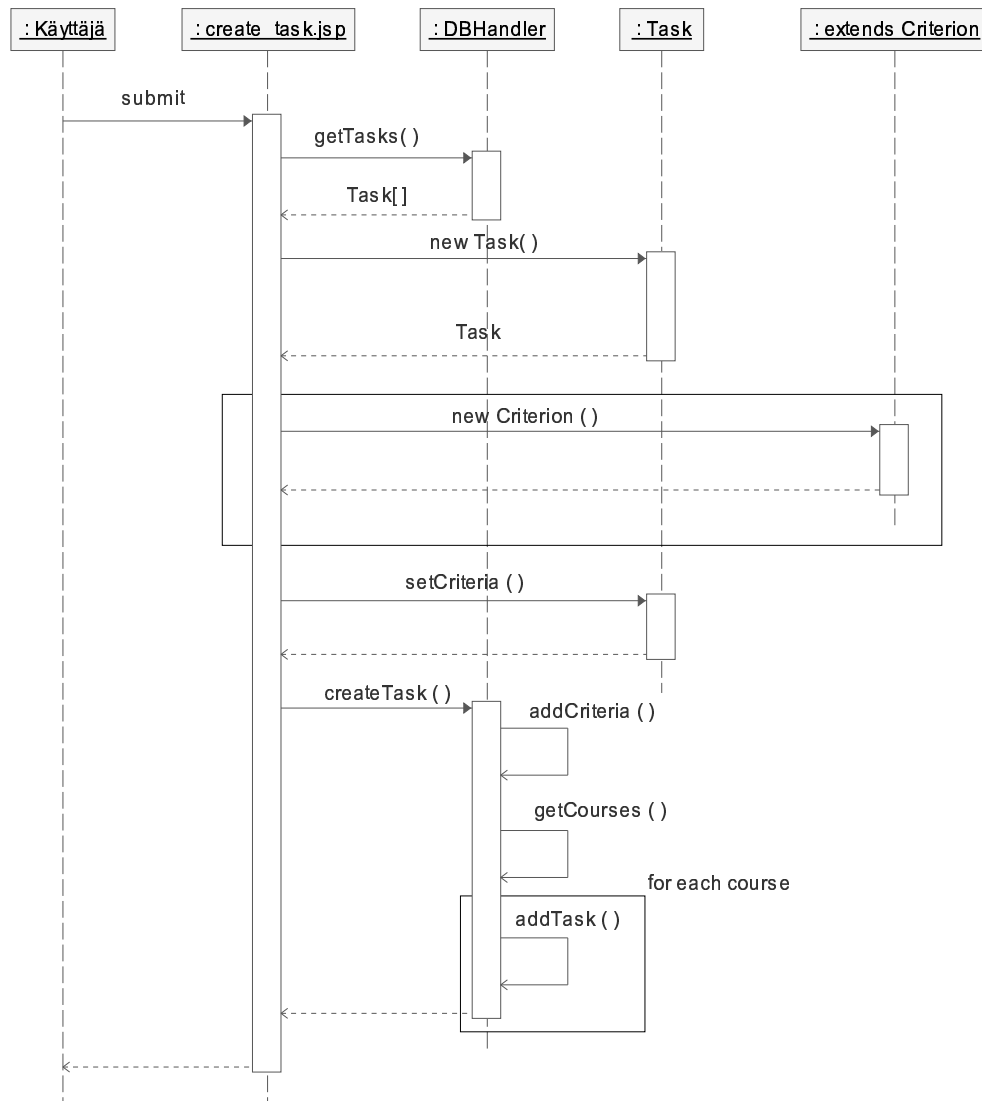 : Käyttäjä
: create_task.jsp
: DBHandler
: Task
: extends Criterion
submit
getTasks( )
Task[ ]
new Task( )
Task
new Criterion ( )
setCriteria ( )
createTask ( )
addCriteria ( )
getCourses ( )
for each course
addTask ( )